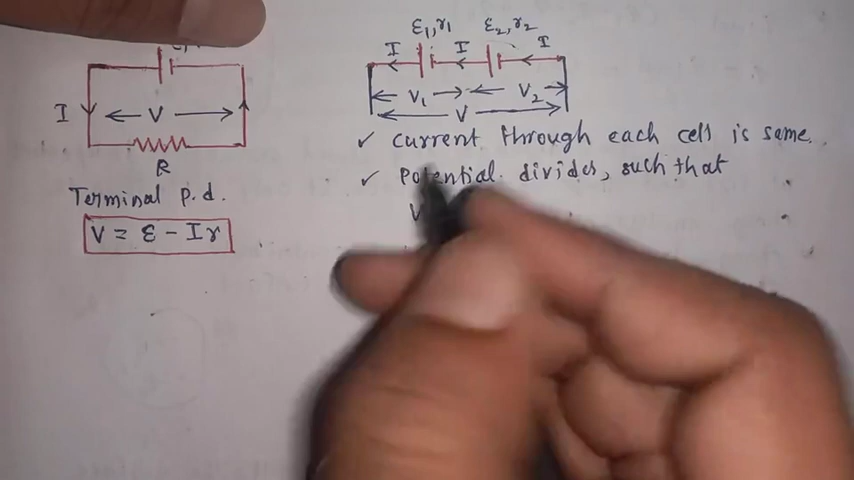 I
V
R
Terminal p.d.
V = ε - Ir
ε₁, r₁ ε₂, r₂
I I I
V₁ V₂
V
✓ Current through each cell is same.
✓ Potential divides, such that
V